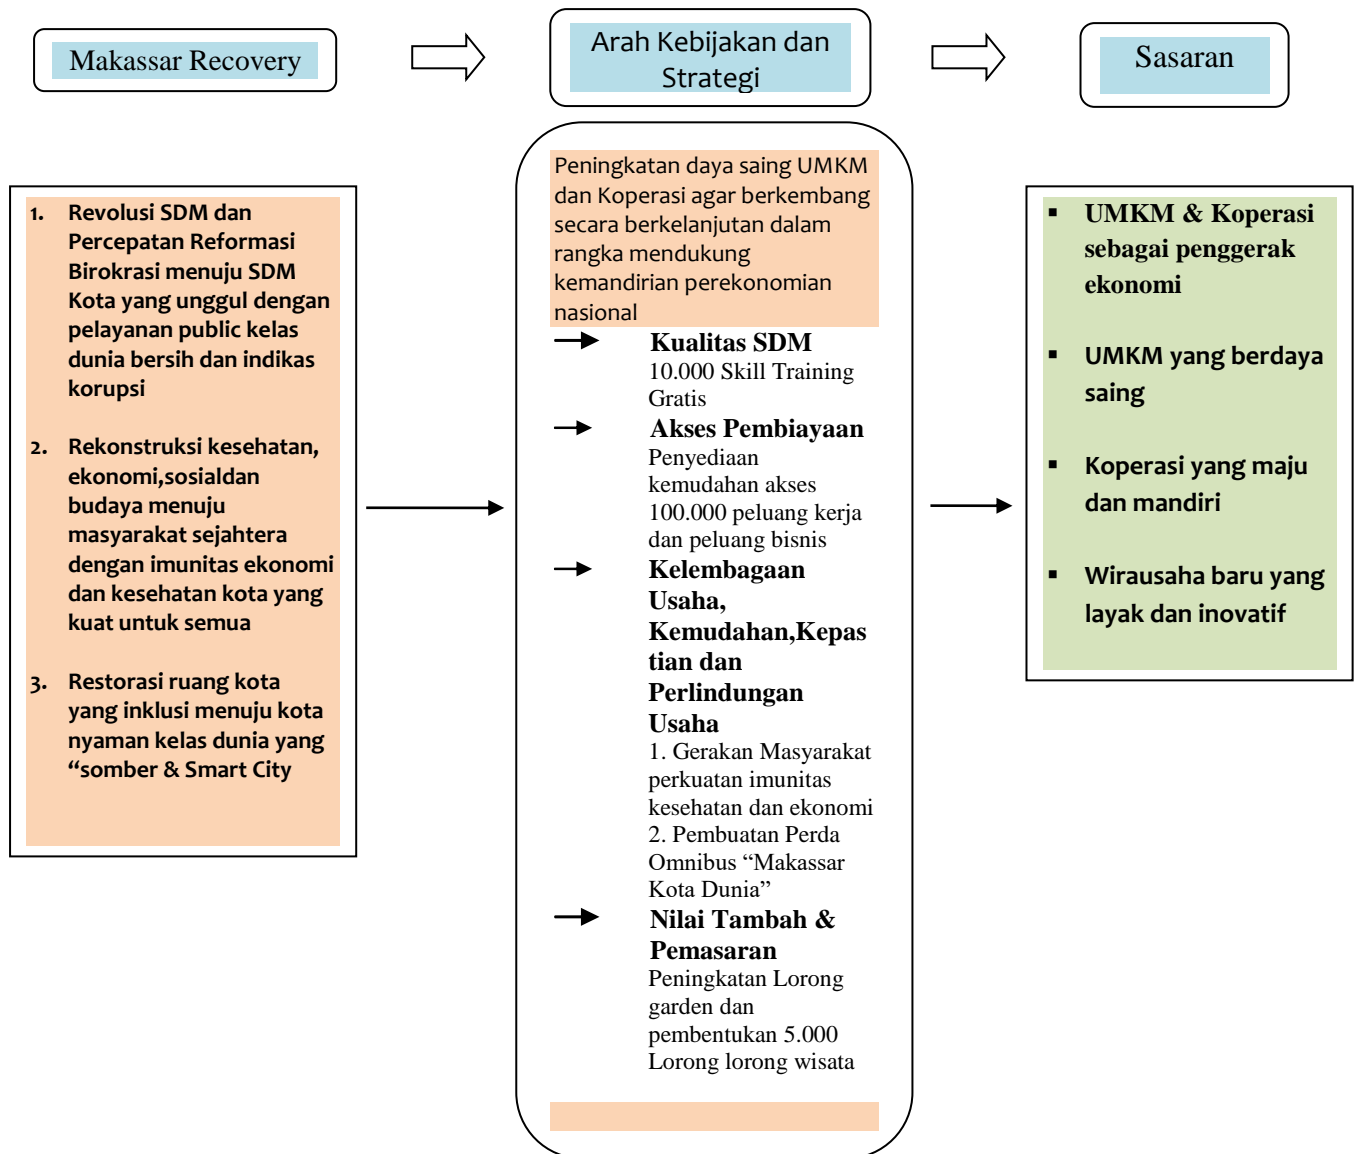 Makassar Recovery
Arah Kebijakan dan
Strategi
Sasaran
1. Revolusi SDM dan
Percepatan Reformasi
Birokrasi menuju SDM
Kota yang unggul dengan
pelayanan public kelas
dunia bersih dan indikas
korupsi
2. Rekonstruksi kesehatan,
ekonomi,sosialdan
budaya menuju
masyarakat sejahtera
dengan imunitas ekonomi
dan kesehatan kota yang
kuat untuk semua
3. Restorasi ruang kota
yang inklusi menuju kota
nyaman kelas dunia yang
“somber & Smart City
Peningkatan daya saing UMKM
dan Koperasi agar berkembang
secara berkelanjutan dalam
rangka mendukung
kemandirian perekonomian
nasional
Kualitas SDM
10.000 Skill Training
Gratis
Akses Pembiayaan
Penyediaan
kemudahan akses
100.000 peluang kerja
dan peluang bisnis
Kelembagaan
Usaha,
Kemudahan,Kepas
tian dan
Perlindungan
Usaha
1. Gerakan Masyarakat
perkuatan imunitas
kesehatan dan ekonomi
2. Pembuatan Perda
Omnibus “Makassar
Kota Dunia”
Nilai Tambah &
Pemasaran
Peningkatan Lorong
garden dan
pembentukan 5.000
Lorong lorong wisata
▪ UMKM & Koperasi
sebagai penggerak
ekonomi
▪ UMKM yang berdaya
saing
▪ Koperasi yang maju
dan mandiri
▪ Wirausaha baru yang
layak dan inovatif